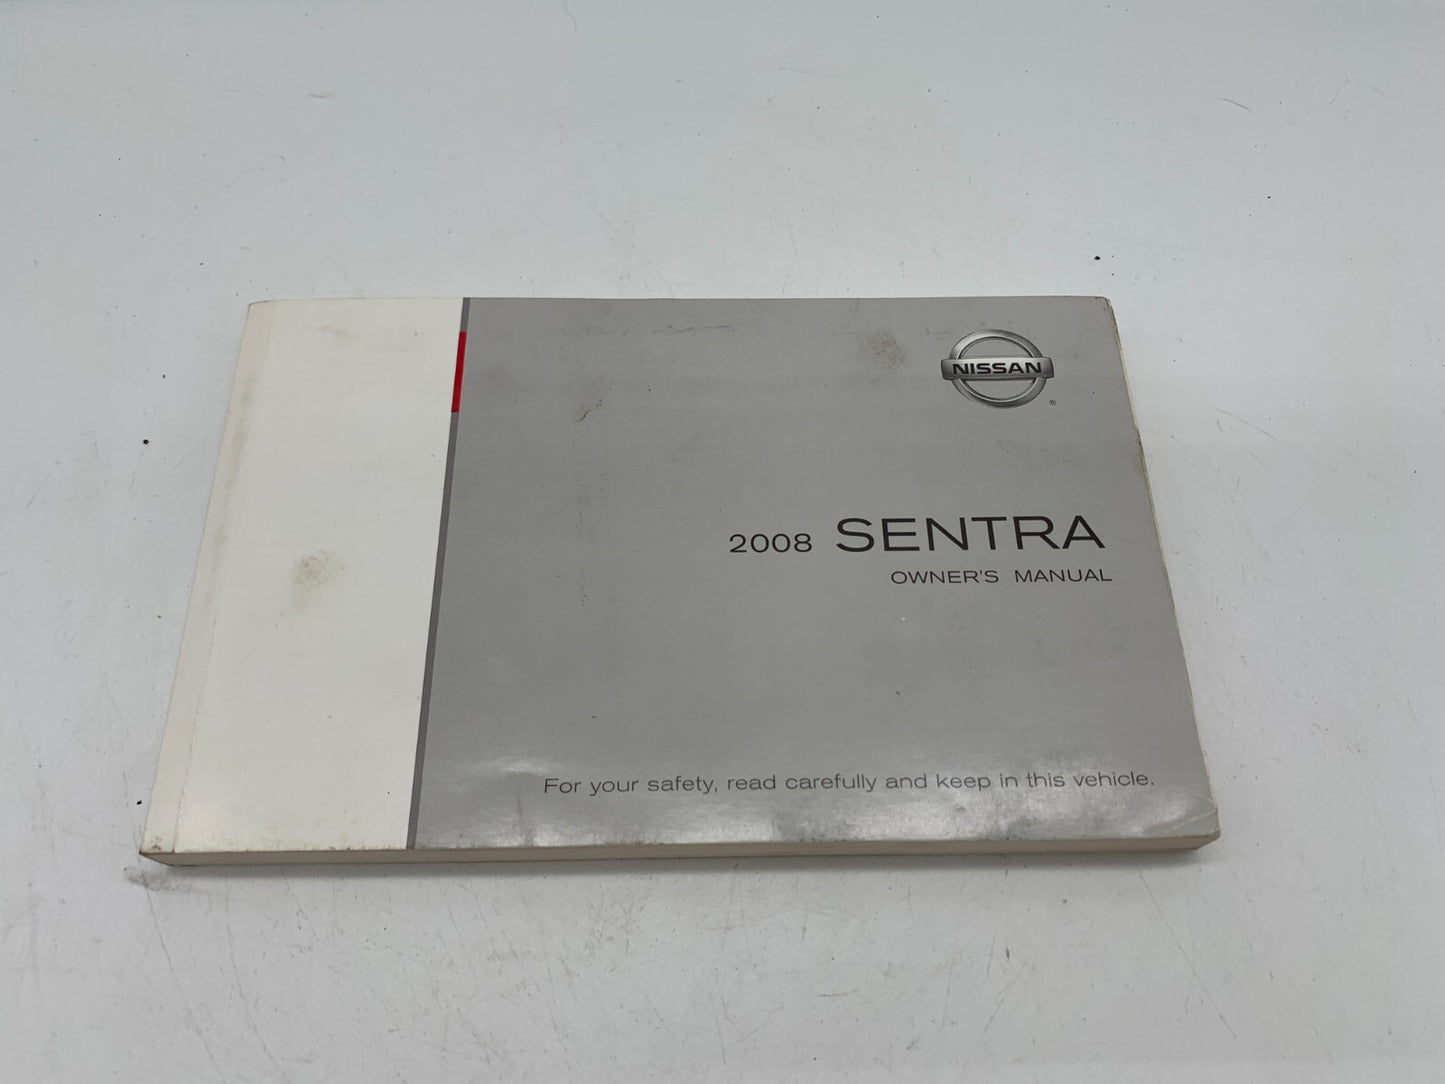 NISSAN ®
2008 SENTRA
OWNER'S MANUAL
For your safety, read carefully and keep in this vehicle.